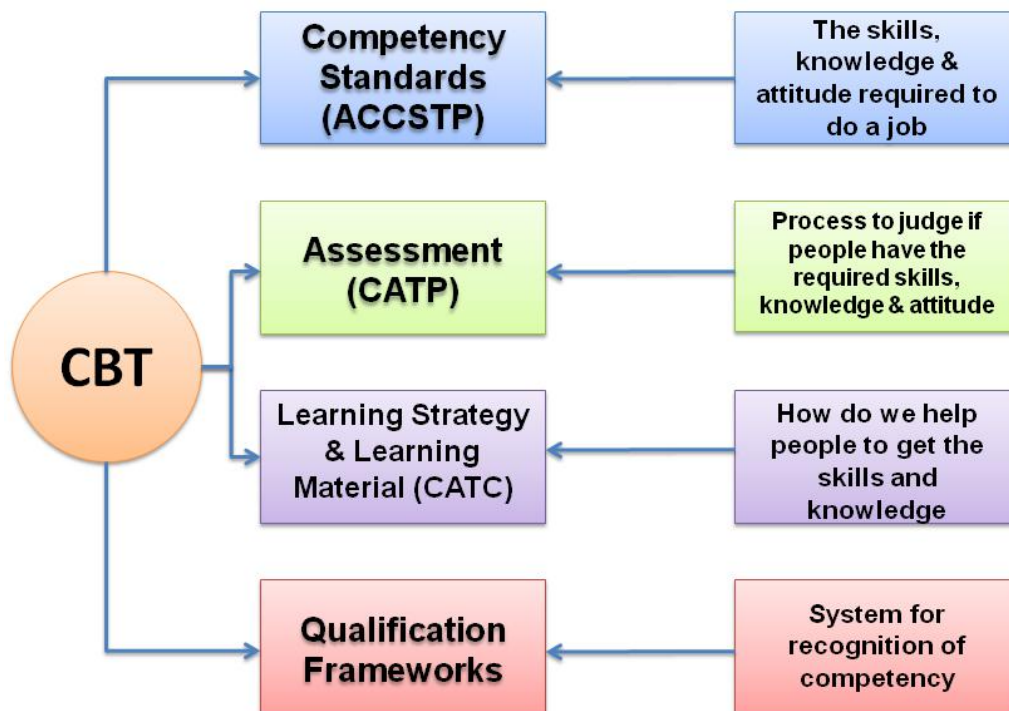 CBT
Competency
Standards
(ACCSTP)
The skills,
knowledge &
attitude required to
do a job
Assessment
(CATP)
Process to judge if
people have the
required skills,
knowledge & attitude
Learning Strategy
& Learning
Material (CATC)
How do we help
people to get the
skills and
knowledge
Qualification
Frameworks
System for
recognition of
competency